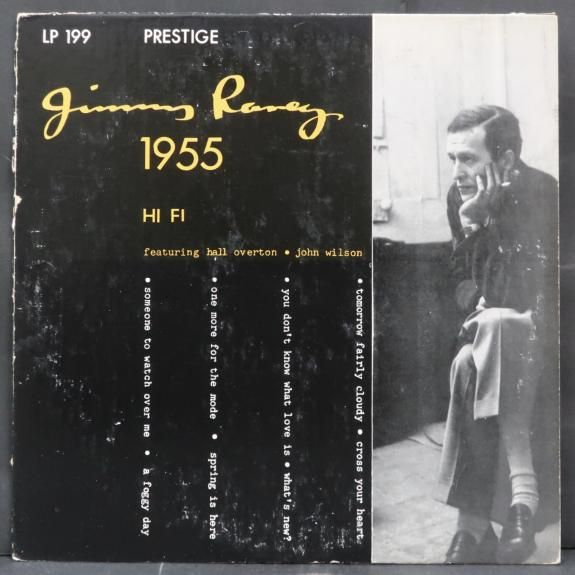 LP 199 PRESTIGE
Jimmy Raney
1955
HI FI
featuring hall overton • john wilson
• someone to watch over me • a foggy day
• one more for the mode • spring is here
• you don't know what love is • what's new?
• tomorrow fairly cloudy • cross your heart